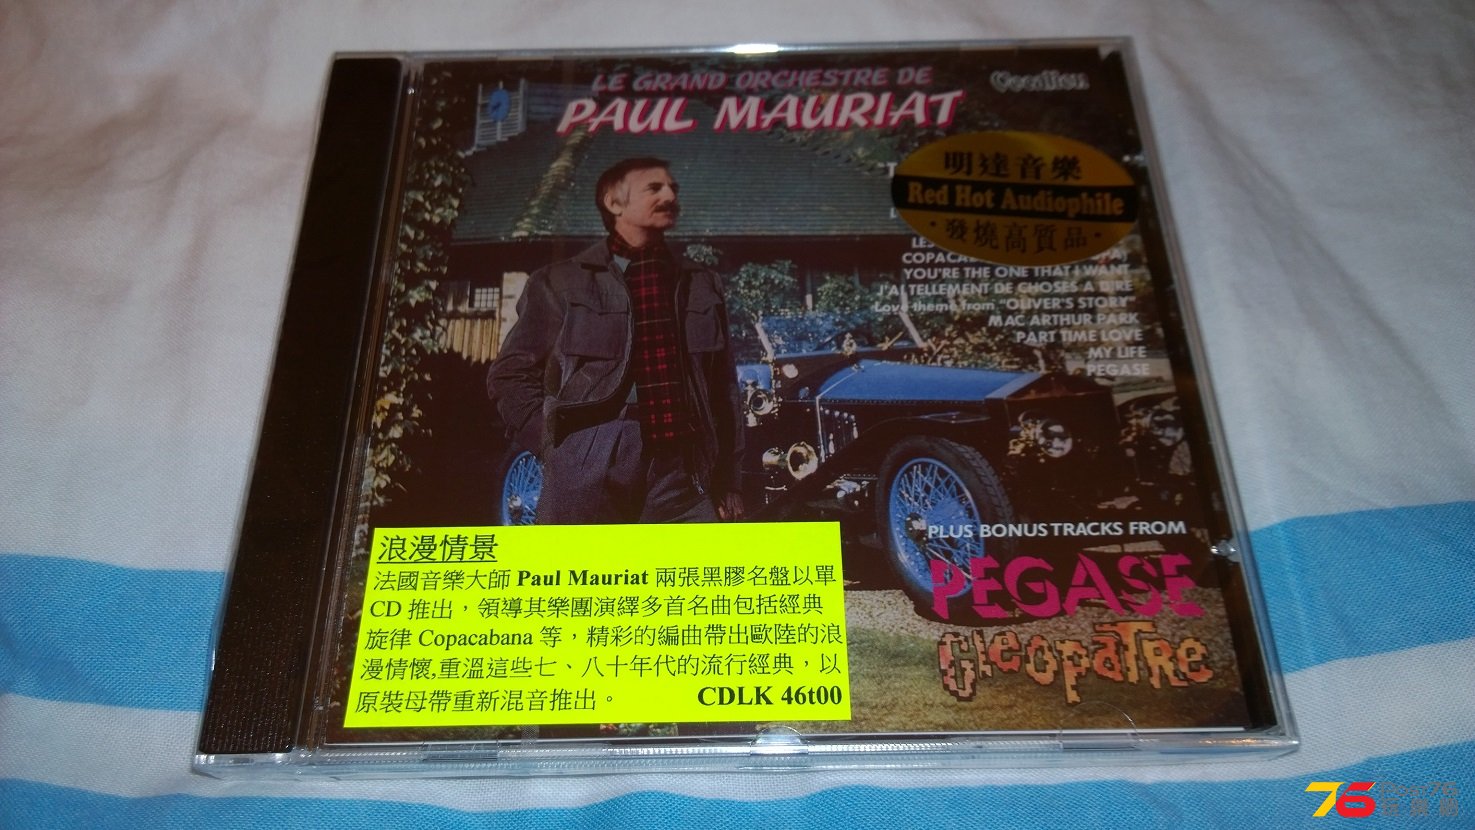 LE GRAND ORCHESTRE DE
PAUL MAURIAT
Vocalion
明達音樂
Red Hot Audiophile
·發燒高質品·
LES
COPACAB
YOU'RE THE ONE THAT I WANT
J'AI TELLEMENT DE CHOSES A DIRE
Love theme from "OLIVER'S STORY"
MAC ARTHUR PARK
PART TIME LOVE
MY LIFE
PEGASE
PLUS BONUS TRACKS FROM
PEGASE
CLEOPATRE
浪漫情景
法國音樂大師 Paul Mauriat 兩張黑膠名盤以單
CD 推出，領導其樂團演繹多首名曲包括經典
旋律 Copacabana 等，精彩的編曲帶出歐陸的浪
漫情懷,重溫這些七、八十年代的流行經典，以
原裝母帶重新混音推出。 CDLK 46t00
76